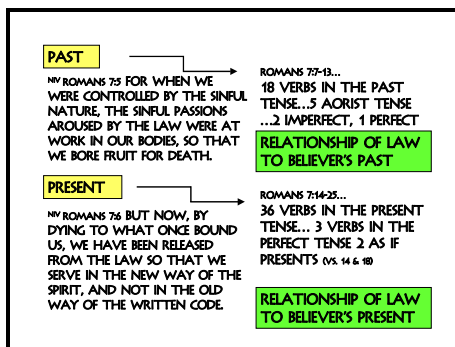 PAST
NIV ROMANS 7:5 FOR WHEN WE
WERE CONTROLLED BY THE SINFUL
NATURE, THE SINFUL PASSIONS
AROUSED BY THE LAW WERE AT
WORK IN OUR BODIES, SO THAT
WE BORE FRUIT FOR DEATH.
ROMANS 7:7-13...
18 VERBS IN THE PAST
TENSE...5 AORIST TENSE
...2 IMPERFECT, 1 PERFECT
RELATIONSHIP OF LAW
TO BELIEVER'S PAST
PRESENT
NIV ROMANS 7:6 BUT NOW, BY
DYING TO WHAT ONCE BOUND
US, WE HAVE BEEN RELEASED
FROM THE LAW SO THAT WE
SERVE IN THE NEW WAY OF THE
SPIRIT, AND NOT IN THE OLD
WAY OF THE WRITTEN CODE.
ROMANS 7:14-25...
36 VERBS IN THE PRESENT
TENSE... 3 VERBS IN THE
PERFECT TENSE 2 AS IF
PRESENTS (VS. 14 & 18)
RELATIONSHIP OF LAW
TO BELIEVER'S PRESENT